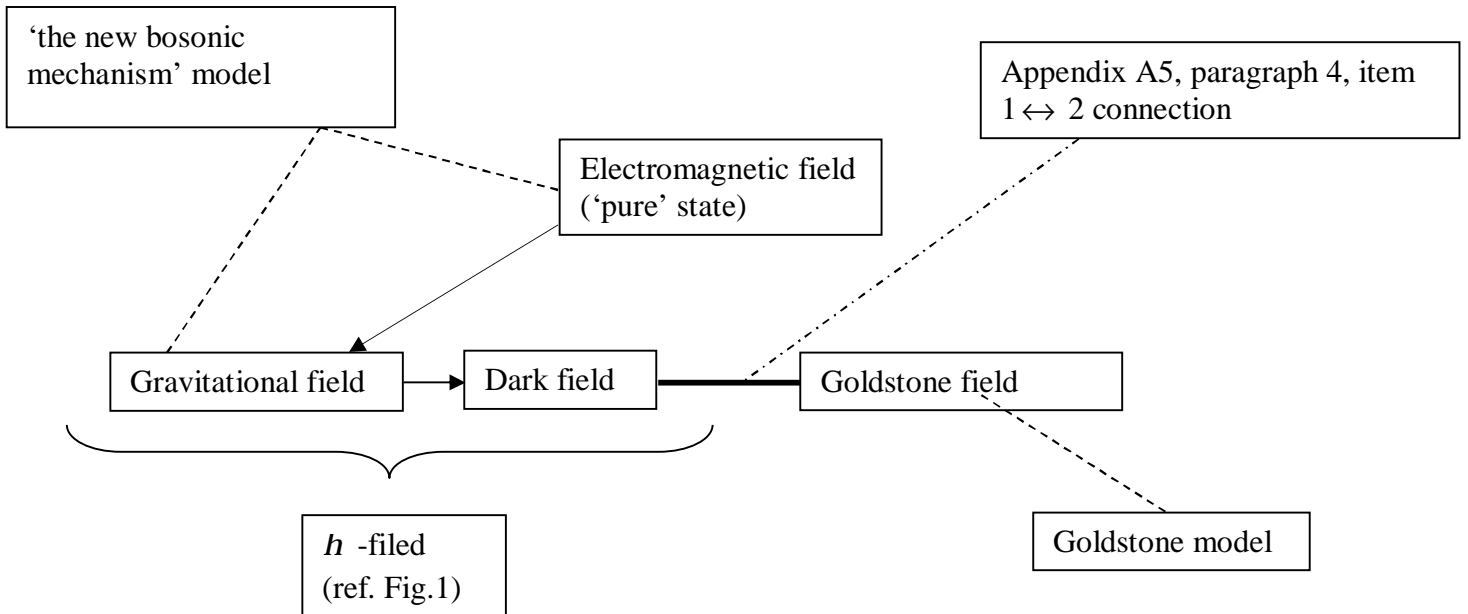 ‘the new bosonic
mechanism’ model
Appendix A5, paragraph 4, item
1↔ 2 connection
Electromagnetic field
(‘pure’ state)
Gravitational field
Dark field
Goldstone field
h -filed
(ref. Fig.1)
Goldstone model